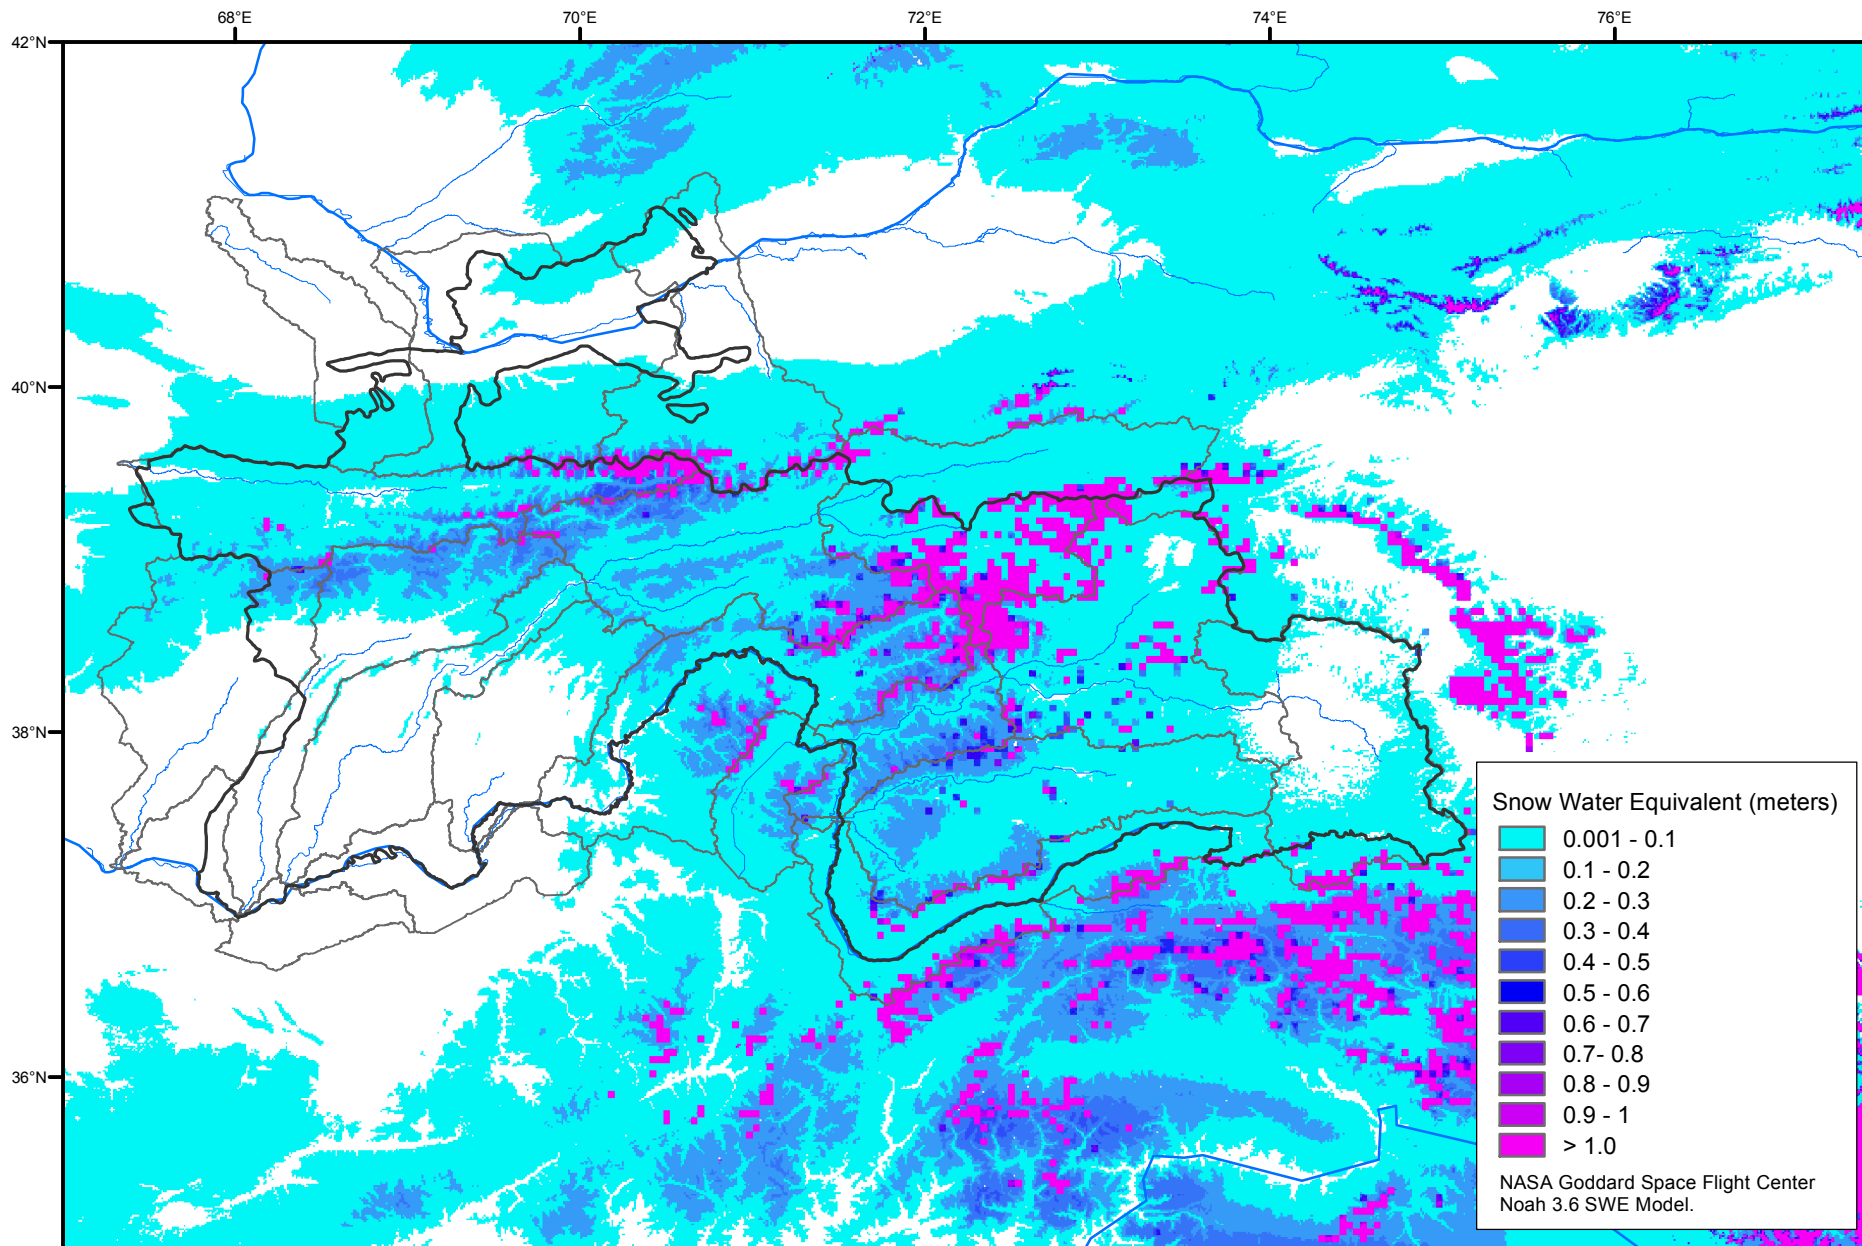 68°E 70°E 72°E 74°E 76°E
42°N
40°N
38°N
36°N
Snow Water Equivalent (meters)
0.001 - 0.1
0.1 - 0.2
0.2 - 0.3
0.3 - 0.4
0.4 - 0.5
0.5 - 0.6
0.6 - 0.7
0.7- 0.8
0.8 - 0.9
0.9 - 1
> 1.0
NASA Goddard Space Flight Center
Noah 3.6 SWE Model.